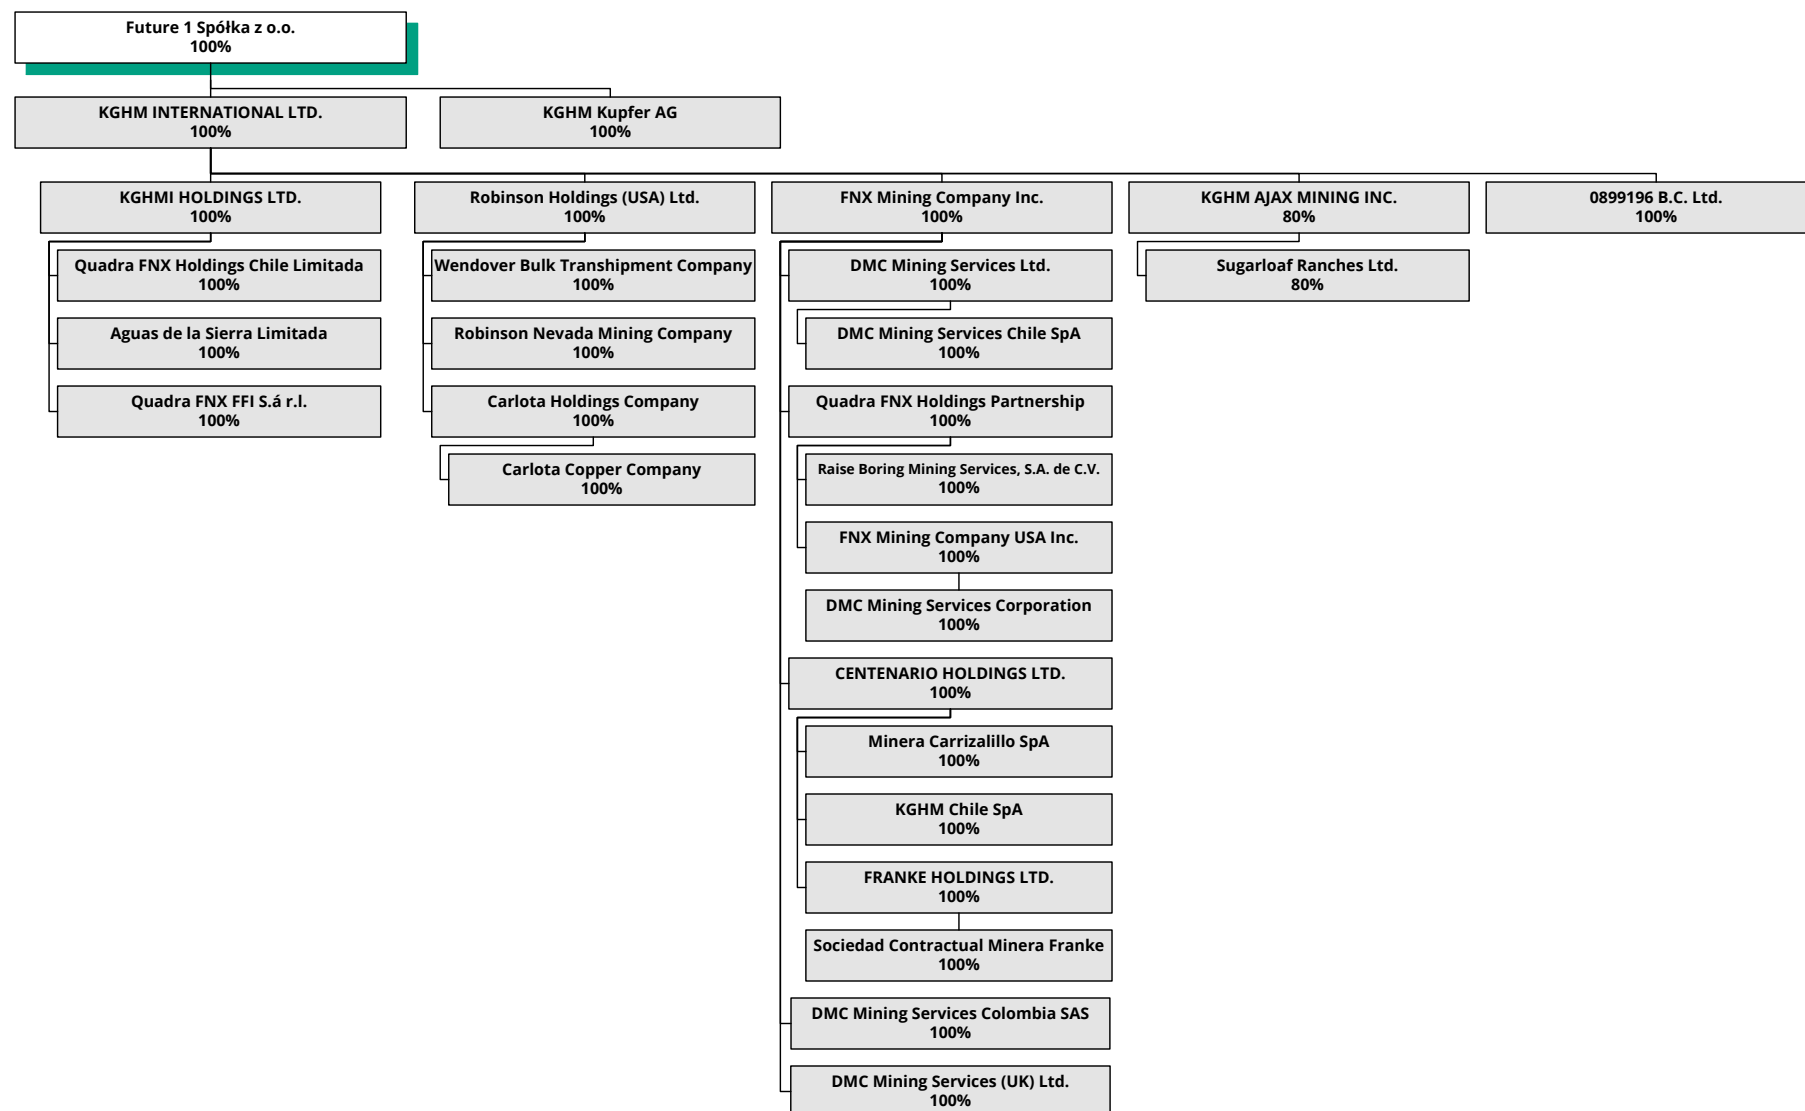 Future 1 Spółka z o.o.
100%
KGHM INTERNATIONAL LTD.
100%
KGHM Kupfer AG
100%
KGHMI HOLDINGS LTD.
100%
Robinson Holdings (USA) Ltd.
100%
FNX Mining Company Inc.
100%
KGHM AJAX MINING INC.
80%
0899196 B.C. Ltd.
100%
Quadra FNX Holdings Chile Limitada
100%
Aguas de la Sierra Limitada
100%
Quadra FNX FFI S.á r.l.
100%
Wendover Bulk Transhipment Company
100%
Robinson Nevada Mining Company
100%
Carlota Holdings Company
100%
Carlota Copper Company
100%
DMC Mining Services Ltd.
100%
DMC Mining Services Chile SpA
100%
Quadra FNX Holdings Partnership
100%
Raise Boring Mining Services, S.A. de C.V.
100%
FNX Mining Company USA Inc.
100%
DMC Mining Services Corporation
100%
CENTENARIO HOLDINGS LTD.
100%
Minera Carrizalillo SpA
100%
KGHM Chile SpA
100%
FRANKE HOLDINGS LTD.
100%
Sociedad Contractual Minera Franke
100%
DMC Mining Services Colombia SAS
100%
DMC Mining Services (UK) Ltd.
100%
Sugarloaf Ranches Ltd.
80%